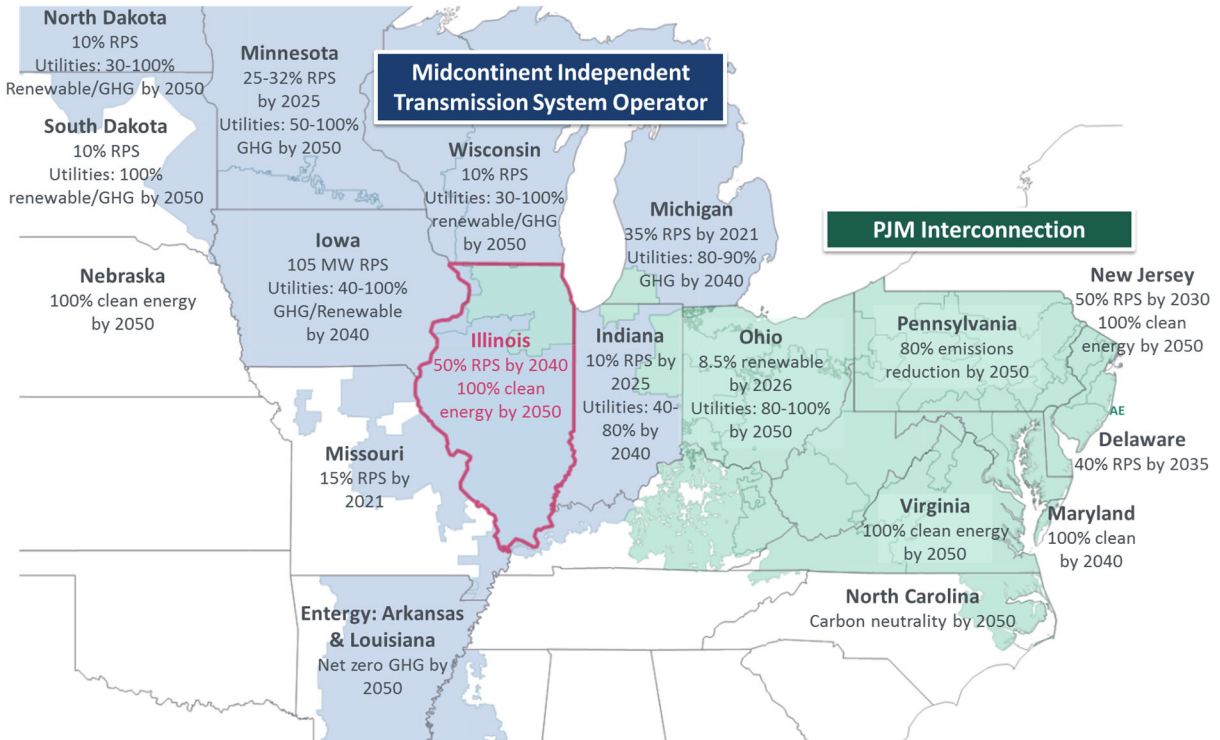 North Dakota
10% RPS
Utilities: 30-100%
Renewable/GHG by 2050
Minnesota
25-32% RPS
by 2025
Utilities: 50-100%
GHG by 2050
Midcontinent Independent
Transmission System Operator
South Dakota
10% RPS
Utilities: 100%
renewable/GHG by 2050
Wisconsin
10% RPS
Utilities: 30-100%
renewable/GHG
by 2050
Michigan
35% RPS by 2021
Utilities: 80-90%
GHG by 2040
PJM Interconnection
Nebraska
100% clean energy
by 2050
Iowa
105 MW RPS
Utilities: 40-100%
GHG/Renewable
by 2040
Illinois
50% RPS by 2040
100% clean
energy by 2050
Indiana
10% RPS by
2025
Utilities: 40-
80% by
2040
Ohio
8.5% renewable
by 2026
Utilities: 80-100%
by 2050
Pennsylvania
80% emissions
reduction by 2050
New Jersey
50% RPS by 2030
100% clean
energy by 2050
AE
Delaware
40% RPS by 2035
Missouri
15% RPS by
2021
Virginia
100% clean energy
by 2050
Maryland
100% clean
by 2040
Entergy: Arkansas
& Louisiana
Net zero GHG by
2050
North Carolina
Carbon neutrality by 2050